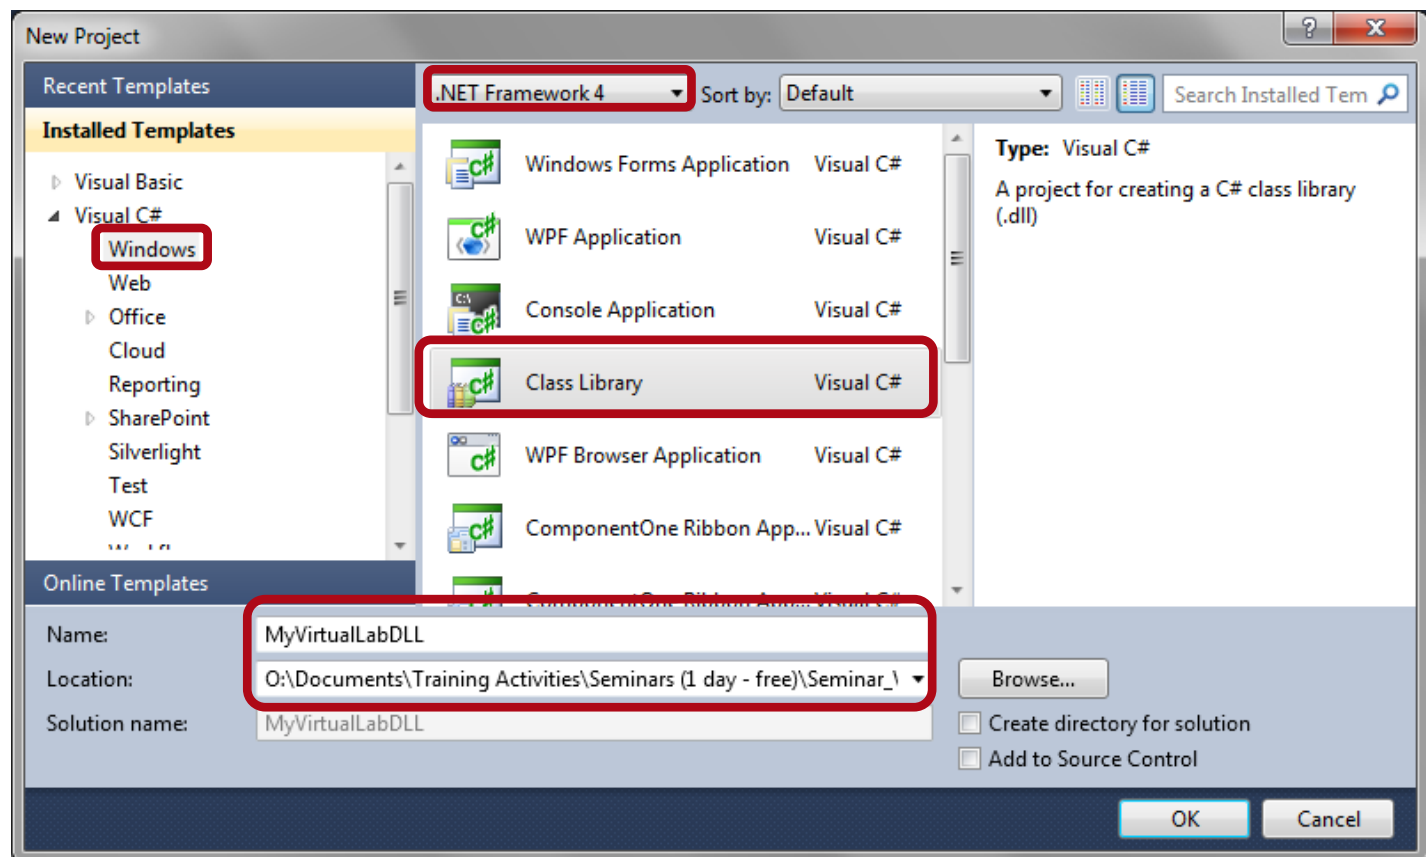 New Project
?
X
Recent Templates
.NET Framework 4
Sort by:
Default
Search Installed Tem
Installed Templates
Visual Basic
Visual C#
Windows
Web
Office
Cloud
Reporting
SharePoint
Silverlight
Test
WCF
Windows Forms Application Visual C#
WPF Application Visual C#
Console Application Visual C#
Class Library Visual C#
WPF Browser Application Visual C#
ComponentOne Ribbon App... Visual C#
ComponentOne Ribbon App... Visual C#
Type: Visual C#
A project for creating a C# class library
(.dll)
Online Templates
Name: MyVirtualLabDLL
Location: O:\Documents\Training Activities\Seminars (1 day - free)\Seminar_\
Browse...
Solution name: MyVirtualLabDLL
Create directory for solution
Add to Source Control
OK
Cancel